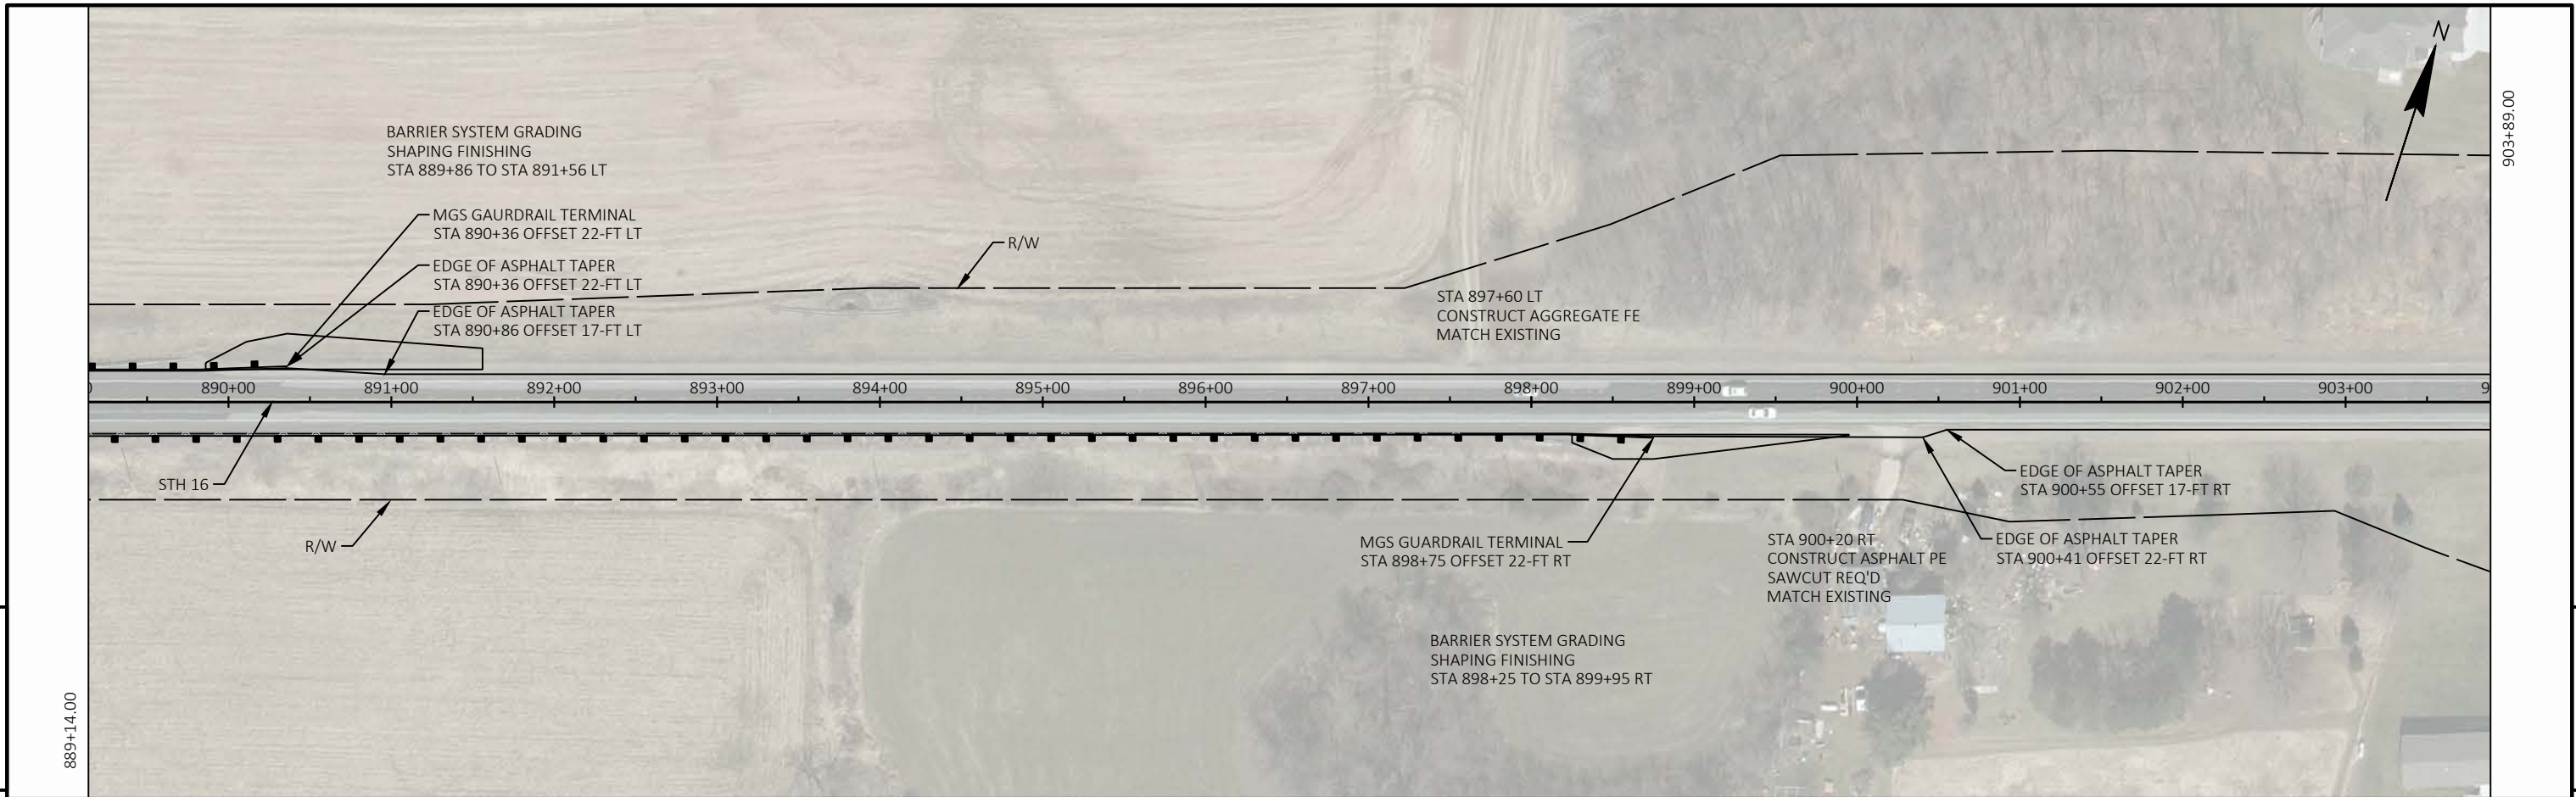 N
903+89.00
BARRIER SYSTEM GRADING
SHAPING FINISHING
STA 889+86 TO STA 891+56 LT
MGS GAURDRAIL TERMINAL
STA 890+36 OFFSET 22-FT LT
R/W
EDGE OF ASPHALT TAPER
STA 890+36 OFFSET 22-FT LT
EDGE OF ASPHALT TAPER
STA 890+86 OFFSET 17-FT LT
STA 897+60 LT
CONSTRUCT AGGREGATE FE
MATCH EXISTING
890+00 891+00 892+00 893+00 894+00 895+00 896+00 897+00 898+00 899+00 900+00 901+00 902+00 903+00 9
STH 16
EDGE OF ASPHALT TAPER
STA 900+55 OFFSET 17-FT RT
R/W
MGS GUARDRAIL TERMINAL
STA 898+75 OFFSET 22-FT RT
STA 900+20 RT
CONSTRUCT ASPHALT PE
SAWCUT REQ'D
MATCH EXISTING
EDGE OF ASPHALT TAPER
STA 900+41 OFFSET 22-FT RT
BARRIER SYSTEM GRADING
SHAPING FINISHING
STA 898+25 TO STA 899+95 RT
889+14.00